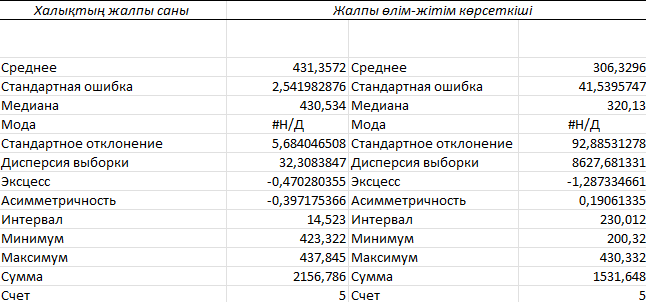 Халықтың жалпы саны Жалпы өлім-жітім көрсеткіші
Среднее 431,3572 Среднее 306,3296
Стандартная ошибка 2,541982876 Стандартная ошибка 41,5395747
Медиана 430,534 Медиана 320,13
Мода #Н/Д Мода #Н/Д
Стандартное отклонение 5,684046508 Стандартное отклонение 92,88531278
Дисперсия выборки 32,3083847 Дисперсия выборки 8627,681331
Эксцесс -0,470280355 Эксцесс -1,287334661
Асимметричность -0,397175366 Асимметричность 0,19061335
Интервал 14,523 Интервал 230,012
Минимум 423,322 Минимум 200,32
Максимум 437,845 Максимум 430,332
Сумма 2156,786 Сумма 1531,648
Счет 5 Счет 5